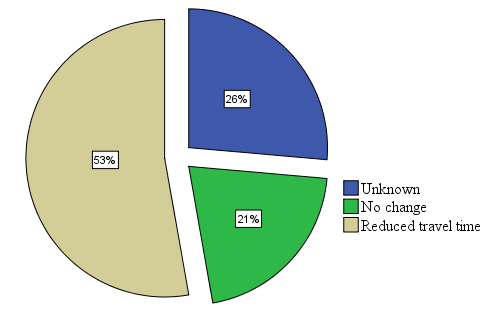 26%
53%
21%
Unknown
No change
Reduced travel time